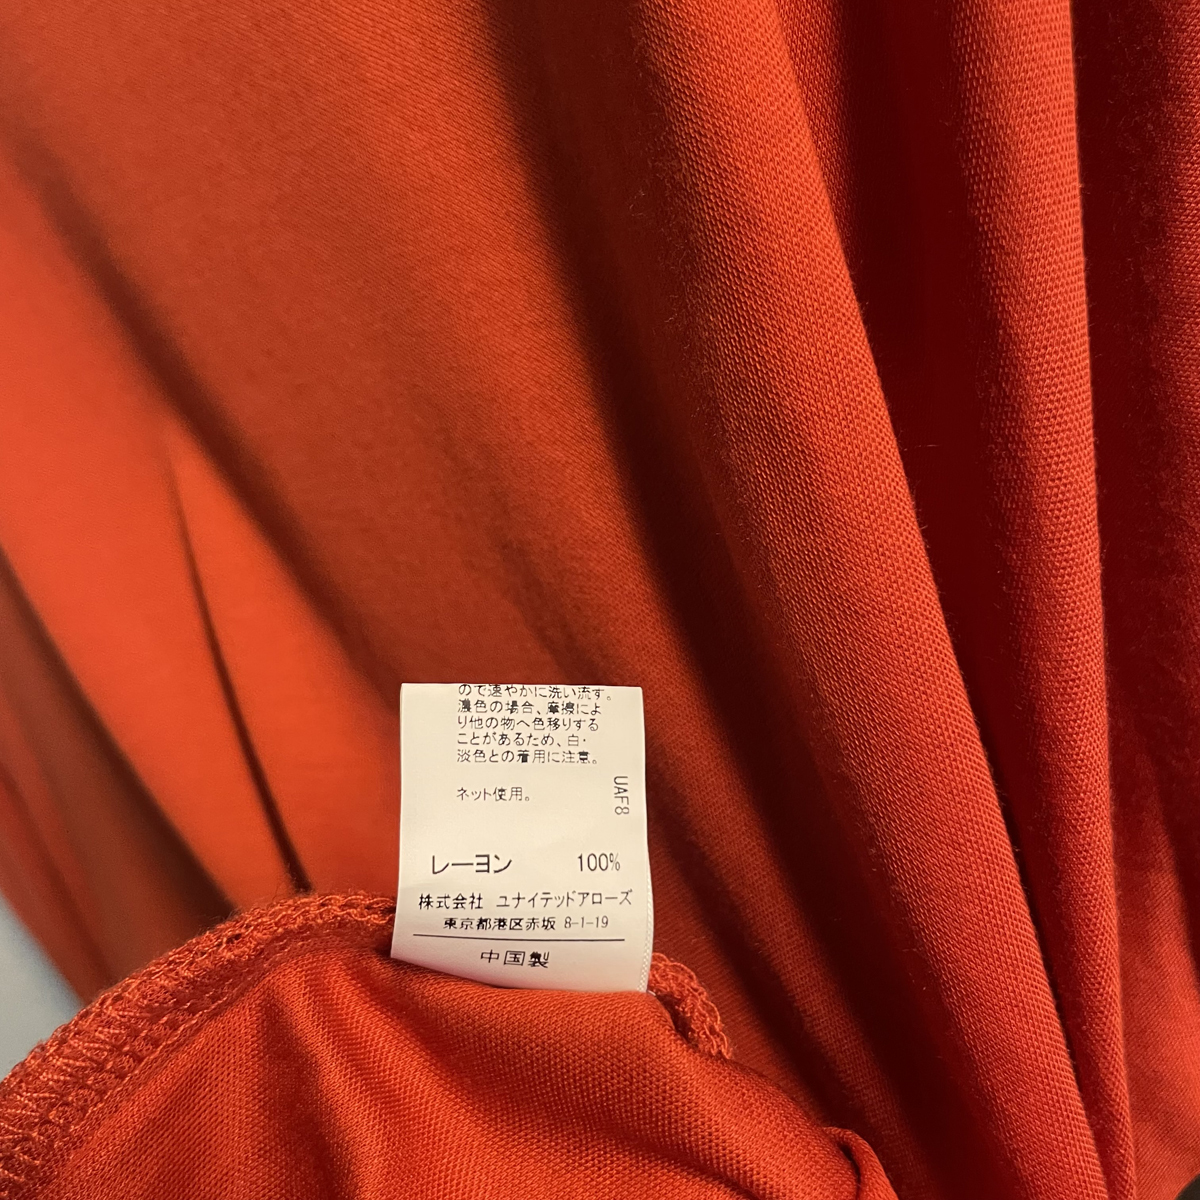 ので速やかに洗い流す。
濃色の場合、摩擦によ
り他の物へ色移りする
ことがあるため、白・
淡色との着用に注意。
ネット使用。
UAF8
レーヨン 100%
株式会社 ユナイテッドアローズ
東京都港区赤坂 8-1-19
中国製